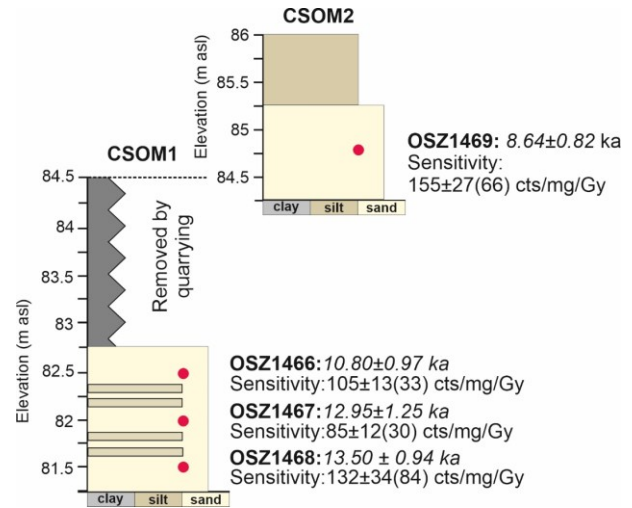 CSOM2
Elevation (m asl)
86
85.5
85
84.5
clay silt sand
OSZ1469: 8.64±0.82 ka
Sensitivity:
155±27(66) cts/mg/Gy
CSOM1
Elevation (m asl)
84.5
84
83.5
83
82.5
82
81.5
Removed by
quarrying
clay silt sand
OSZ1466:10.80±0.97 ka
Sensitivity:105±13(33) cts/mg/Gy
OSZ1467:12.95±1.25 ka
Sensitivity:85±12(30) cts/mg/Gy
OSZ1468:13.50 ± 0.94 ka
Sensitivity:132±34(84) cts/mg/Gy